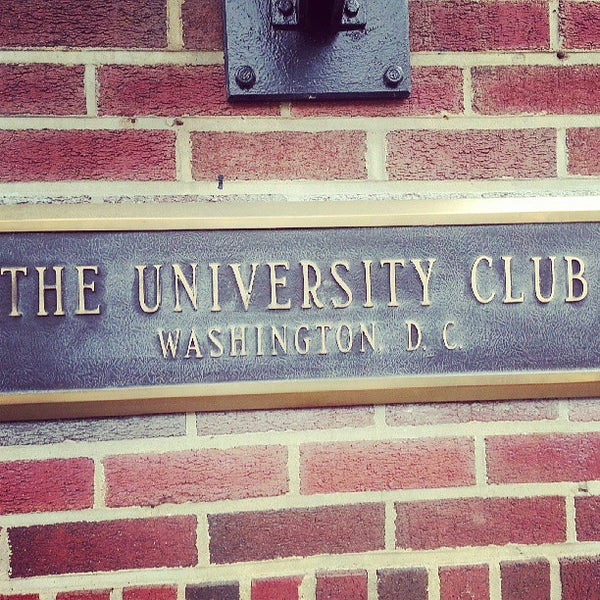 THE UNIVERSITY CLUB
WASHINGTON, D. C.